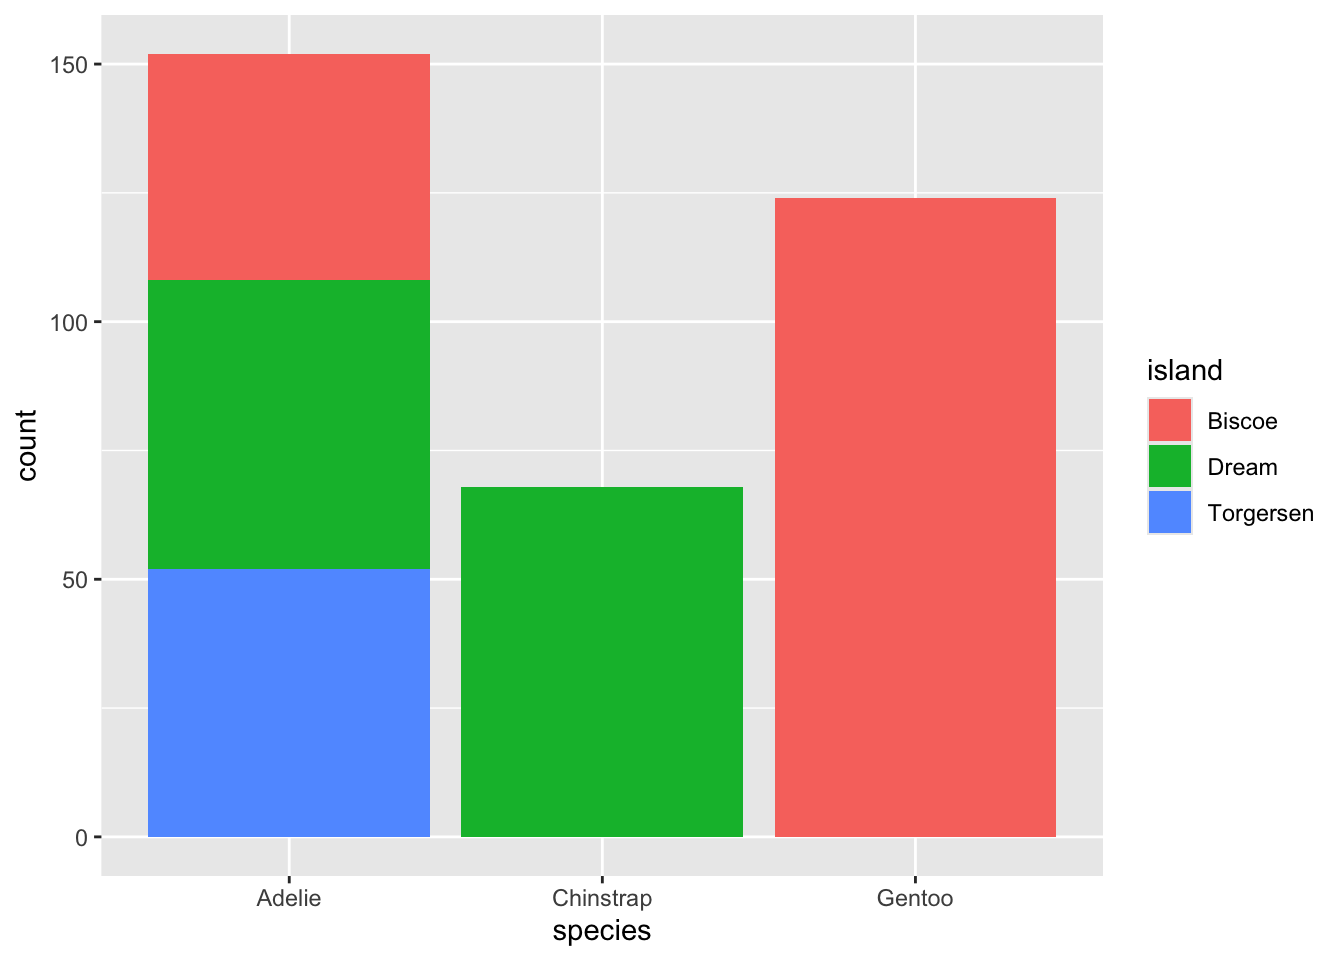 150
100
50
0
count
Adelie
Chinstrap
Gentoo
species
island
Biscoe
Dream
Torgersen